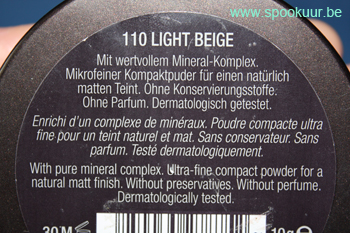 www.spookuur.be
110 LIGHT BEIGE
Mit wertvollem Mineral-Komplex.
Mikrofeiner Kompaktpuder für einen natürlich
matten Teint. Ohne Konservierungsstoffe.
Ohne Parfum. Dermatologisch getestet.
Enrichi d'un complexe de minéraux. Poudre compacte ultra
fine pour un teint naturel et mat. Sans conservateur. Sans
parfum. Testé dermatologiquement.
With pure mineral complex. Ultra-fine compact powder for
a natural matt finish. Without preservatives. Without perfume.
Dermatologically tested.
30M
10g